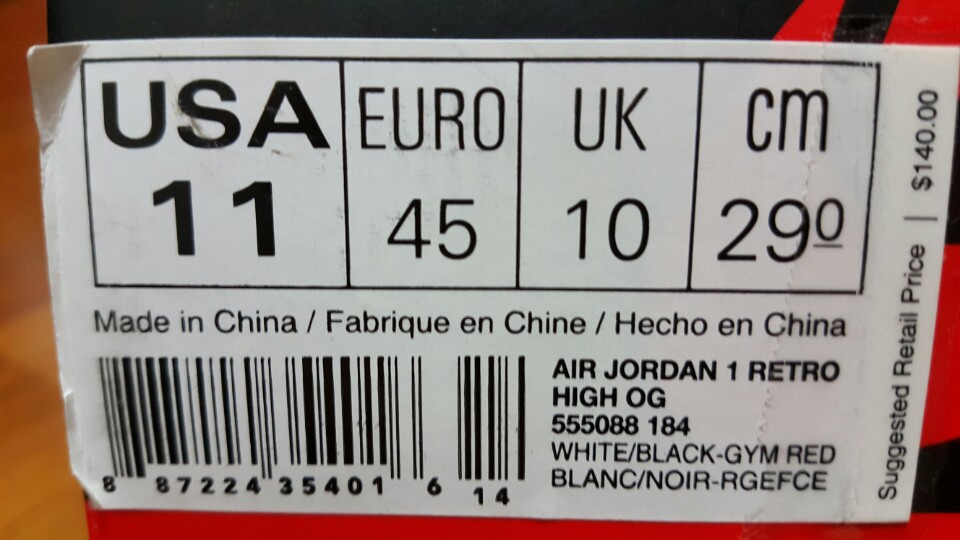 USA EURO UK cm
11 45 10 29⁰
Made in China / Fabrique en Chine / Hecho en China
AIR JORDAN 1 RETRO
HIGH OG
555088 184
WHITE/BLACK-GYM RED
BLANC/NOIR-RGEFCE
8 87224 35401 6 14
Suggested Retail Price | $140.00